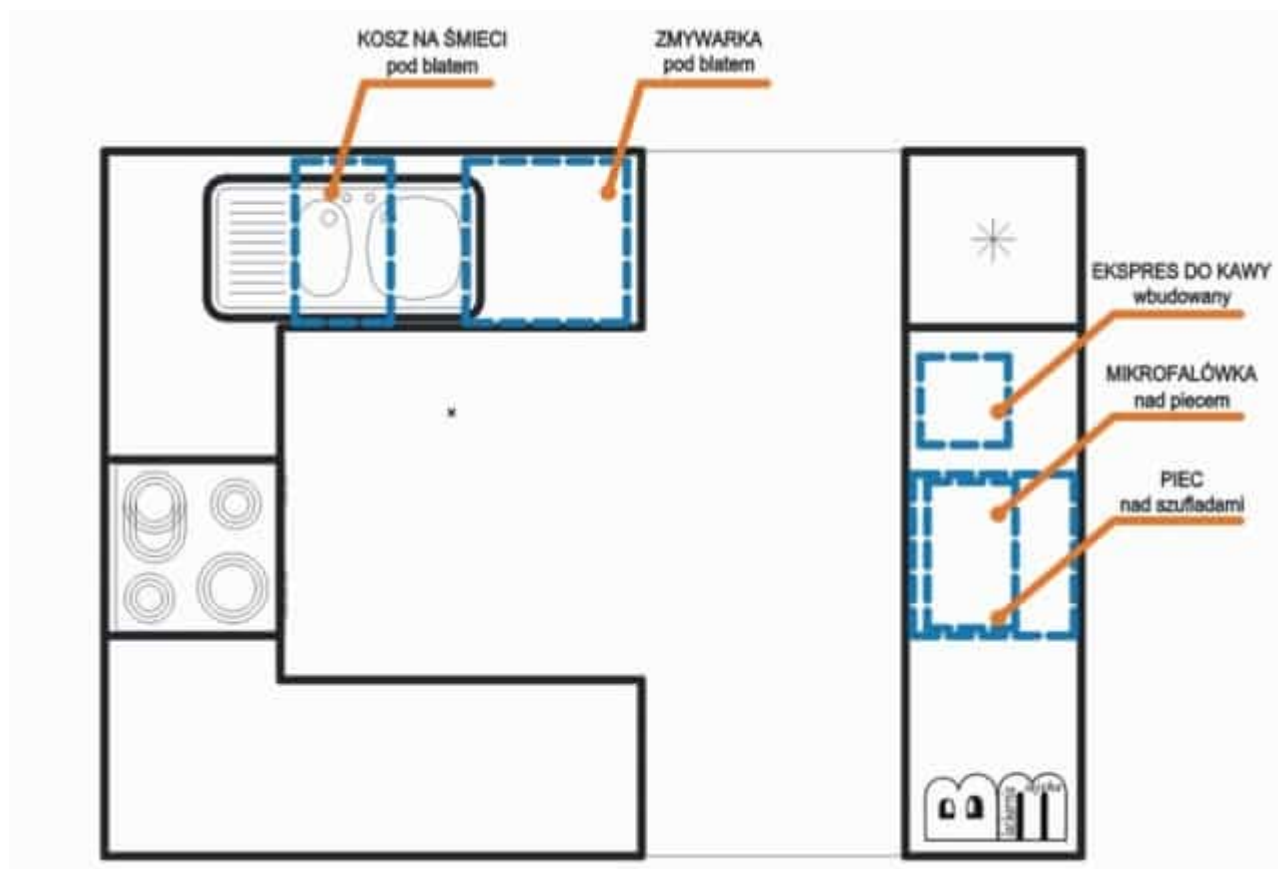 KOSZ NA ŚMIECI
pod blatem
ZMYWARKA
pod blatem
EKSPRES DO KAWY
wbudowany
MIKROFALÓWKA
nad piecem
PIEC
nad szufladami